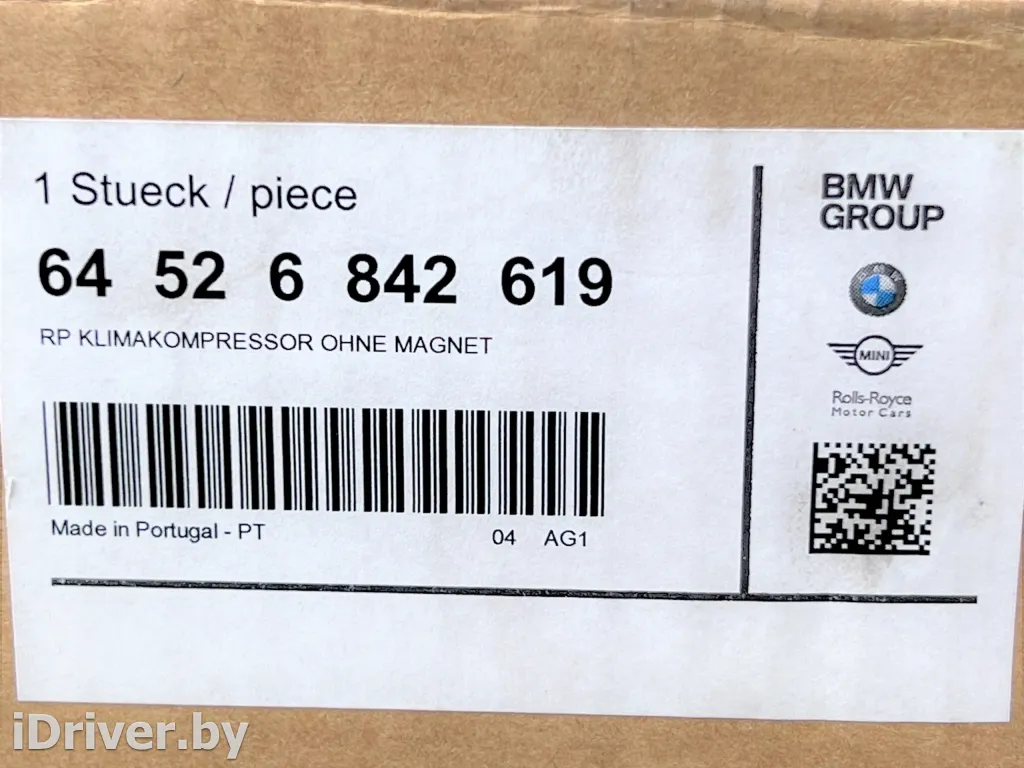 1 Stueck / piece
64 52 6 842 619
RP KLIMAKOMPRESSOR OHNE MAGNET
Made in Portugal - PT
04 AG1
BMW
GROUP
BMW
MINI
Rolls-Royce
Motor Cars
iDriver.by